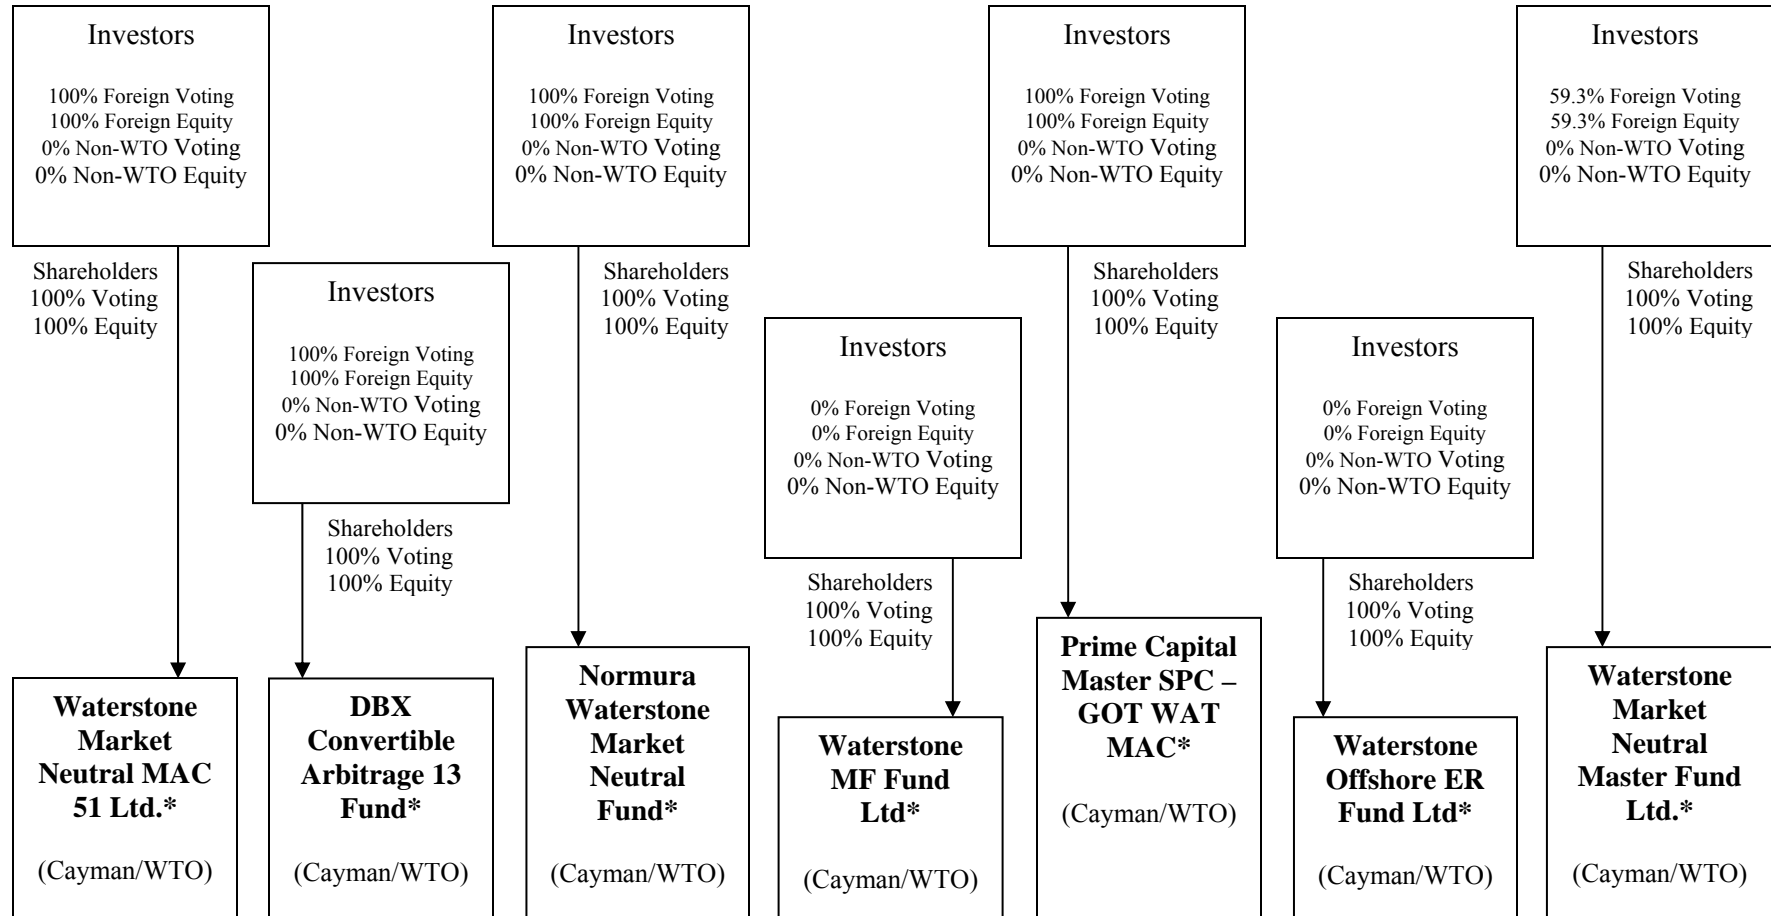 Investors
100% Foreign Voting
100% Foreign Equity
0% Non-WTO Voting
0% Non-WTO Equity
Shareholders
100% Voting
100% Equity
Waterstone
Market
Neutral MAC
51 Ltd.*
(Cayman/WTO)
Investors
100% Foreign Voting
100% Foreign Equity
0% Non-WTO Voting
0% Non-WTO Equity
Shareholders
100% Voting
100% Equity
DBX
Convertible
Arbitrage 13
Fund*
(Cayman/WTO)
Investors
100% Foreign Voting
100% Foreign Equity
0% Non-WTO Voting
0% Non-WTO Equity
Shareholders
100% Voting
100% Equity
Normura
Waterstone
Market
Neutral
Fund*
(Cayman/WTO)
Investors
0% Foreign Voting
0% Foreign Equity
0% Non-WTO Voting
0% Non-WTO Equity
Shareholders
100% Voting
100% Equity
Waterstone
MF Fund
Ltd*
(Cayman/WTO)
Investors
100% Foreign Voting
100% Foreign Equity
0% Non-WTO Voting
0% Non-WTO Equity
Shareholders
100% Voting
100% Equity
Prime Capital
Master SPC –
GOT WAT
MAC*
(Cayman/WTO)
Investors
0% Foreign Voting
0% Foreign Equity
0% Non-WTO Voting
0% Non-WTO Equity
Shareholders
100% Voting
100% Equity
Waterstone
Offshore ER
Fund Ltd*
(Cayman/WTO)
Investors
59.3% Foreign Voting
59.3% Foreign Equity
0% Non-WTO Voting
0% Non-WTO Equity
Shareholders
100% Voting
100% Equity
Waterstone
Market
Neutral
Master Fund
Ltd.*
(Cayman/WTO)